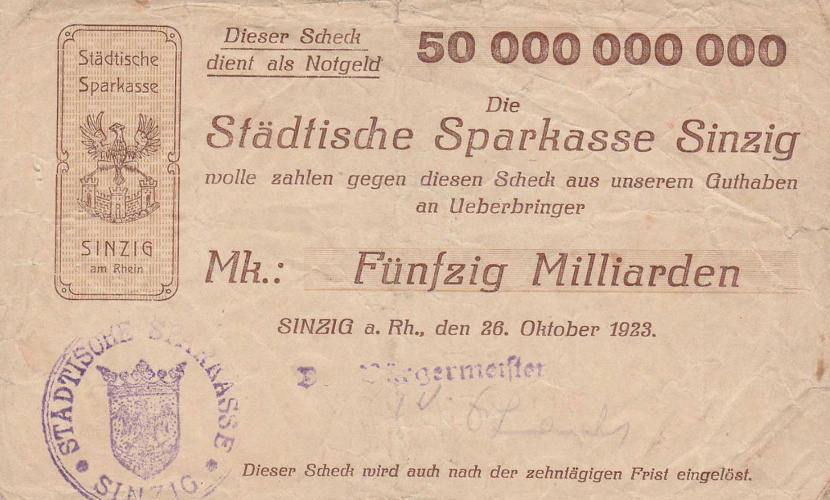 Städtische
Sparkasse
SINZIG
am Rhein
Dieser Scheck
dient als Notgeld
50 000 000 000
Die
Städtische Sparkasse Sinzig
wolle zahlen gegen diesen Scheck aus unserem Guthaben
an Ueberbringer
Mk.: Fünfzig Milliarden
SINZIG a. Rh., den 26. Oktober 1923.
Bürgermeister
STÄDTISCHE SPARKASSE
SINZIG
Dieser Scheck wird auch nach der zehntägigen Frist eingelöst.